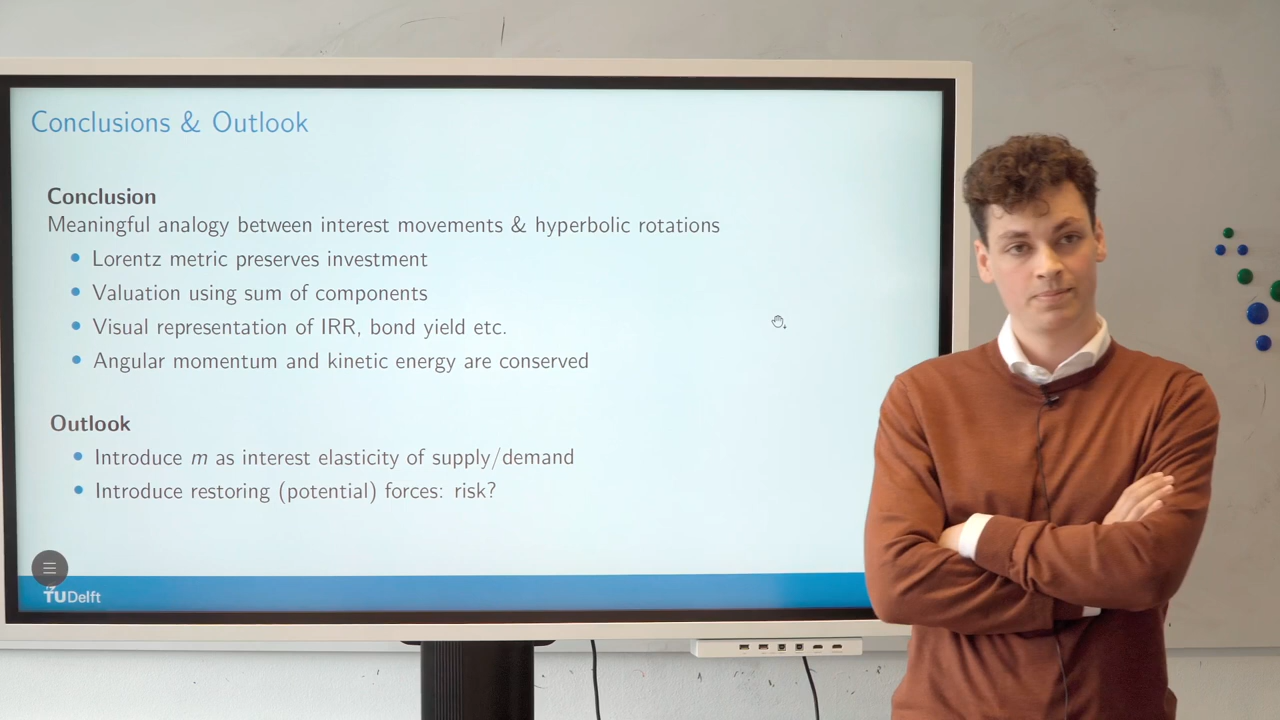 Conclusions & Outlook
Conclusion
Meaningful analogy between interest movements & hyperbolic rotations
Lorentz metric preserves investment
Valuation using sum of components
Visual representation of IRR, bond yield etc.
Angular momentum and kinetic energy are conserved
Outlook
Introduce m as interest elasticity of supply/demand
Introduce restoring (potential) forces: risk?
TUDelft